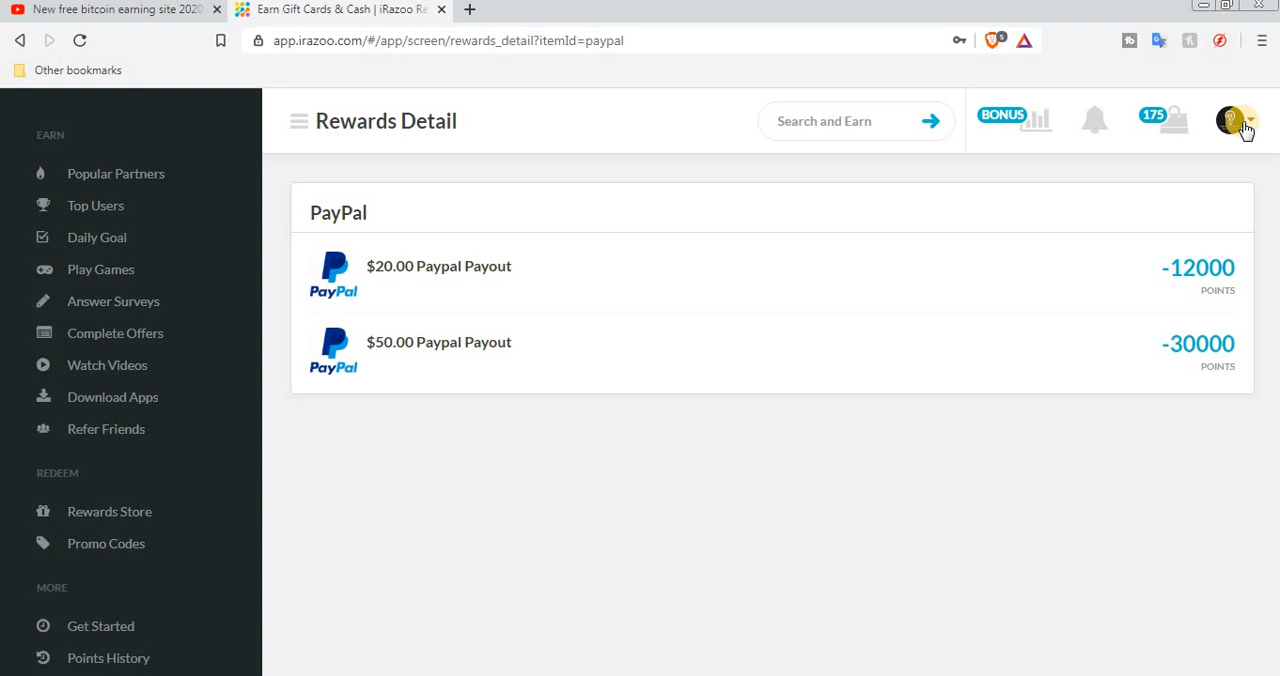 New free bitcoin earning site 2020
Earn Gift Cards & Cash | iRazoo Re
app.irazoo.com/#/app/screen/rewards_detail?itemId=paypal
5
Other bookmarks
EARN
Popular Partners
Top Users
Daily Goal
Play Games
Answer Surveys
Complete Offers
Watch Videos
Download Apps
Refer Friends
REDEEM
Rewards Store
Promo Codes
MORE
Get Started
Points History
Rewards Detail
Search and Earn
BONUS
175
PayPal
PayPal
$20.00 Paypal Payout
-12000
POINTS
PayPal
$50.00 Paypal Payout
-30000
POINTS